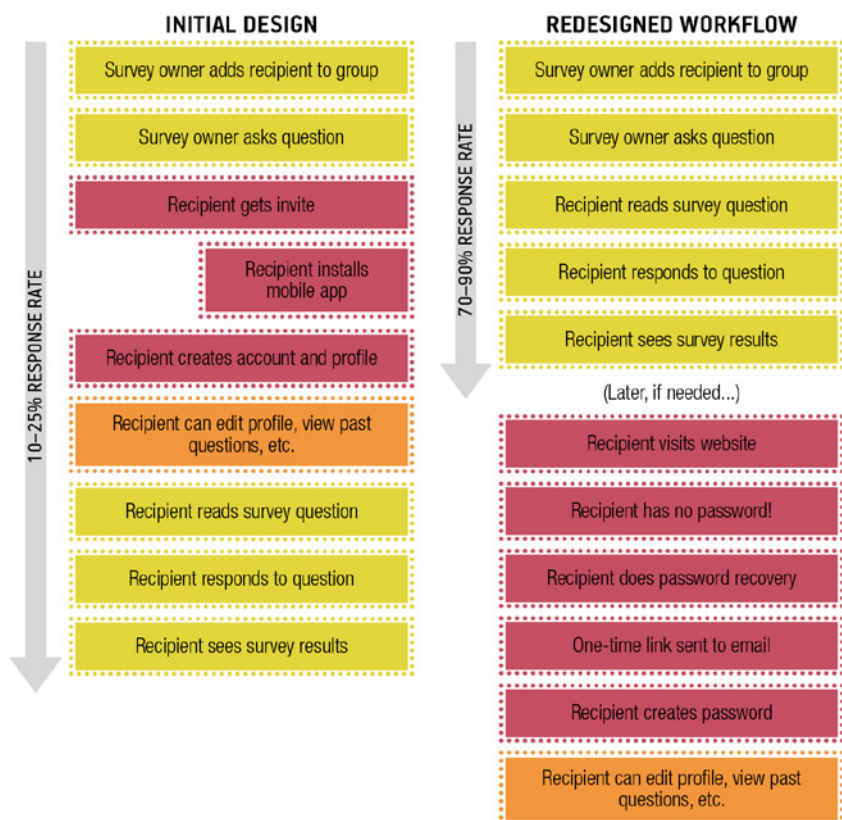 INITIAL DESIGN
Survey owner adds recipient to group
Survey owner asks question
Recipient gets invite
Recipient installs
mobile app
Recipient creates account and profile
Recipient can edit profile, view past
questions, etc.
Recipient reads survey question
Recipient responds to question
Recipient sees survey results
10–25% RESPONSE RATE
REDESIGNED WORKFLOW
Survey owner adds recipient to group
Survey owner asks question
Recipient reads survey question
Recipient responds to question
Recipient sees survey results
70–90% RESPONSE RATE
(Later, if needed...)
Recipient visits website
Recipient has no password!
Recipient does password recovery
One-time link sent to email
Recipient creates password
Recipient can edit profile, view past
questions, etc.